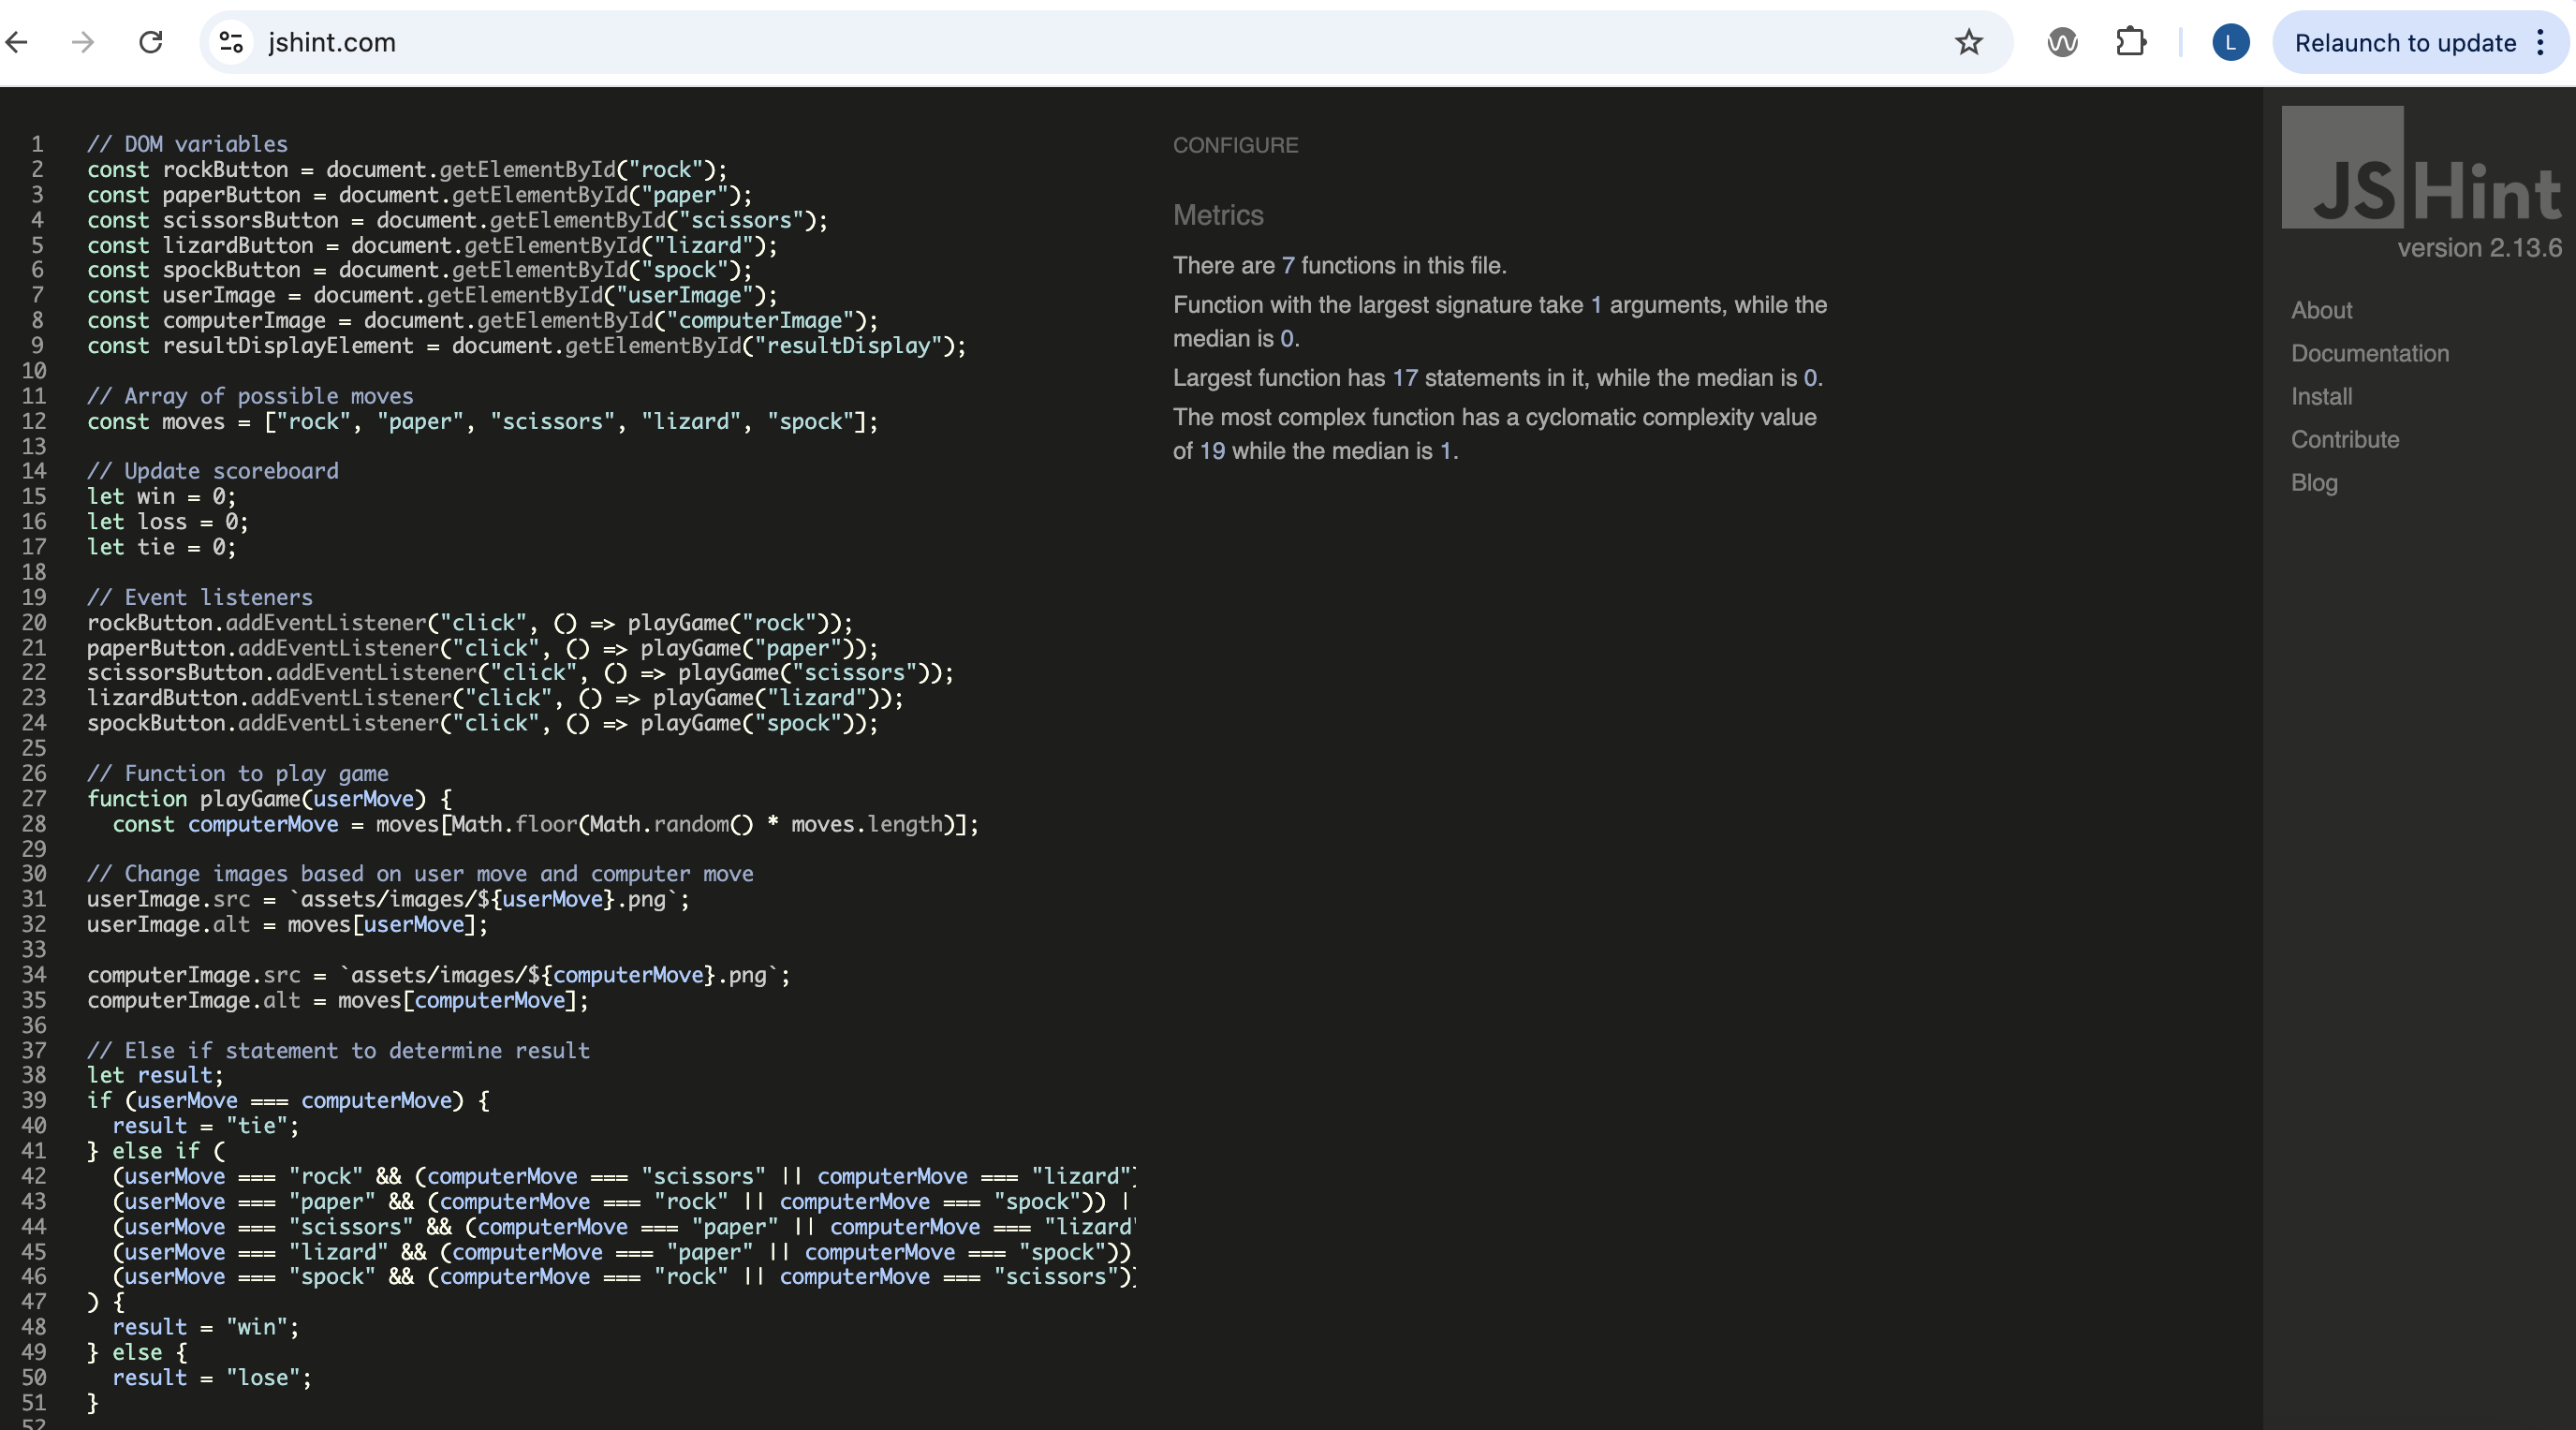 jshint.com
L
Relaunch to update
1 // DOM variables
2 const rockButton = document.getElementById("rock");
3 const paperButton = document.getElementById("paper");
4 const scissorsButton = document.getElementById("scissors");
5 const lizardButton = document.getElementById("lizard");
6 const spockButton = document.getElementById("spock");
7 const userImage = document.getElementById("userImage");
8 const computerImage = document.getElementById("computerImage");
9 const resultDisplayElement = document.getElementById("resultDisplay");
10
11 // Array of possible moves
12 const moves = ["rock", "paper", "scissors", "lizard", "spock"];
13
14 // Update scoreboard
15 let win = 0;
16 let loss = 0;
17 let tie = 0;
18
19 // Event listeners
20 rockButton.addEventListener("click", () => playGame("rock"));
21 paperButton.addEventListener("click", () => playGame("paper"));
22 scissorsButton.addEventListener("click", () => playGame("scissors"));
23 lizardButton.addEventListener("click", () => playGame("lizard"));
24 spockButton.addEventListener("click", () => playGame("spock"));
25
26 // Function to play game
27 function playGame(userMove) {
28   const computerMove = moves[Math.floor(Math.random() * moves.length)];
29
30 // Change images based on user move and computer move
31 userImage.src = `assets/images/${userMove}.png`;
32 userImage.alt = moves[userMove];
33
34 computerImage.src = `assets/images/${computerMove}.png`;
35 computerImage.alt = moves[computerMove];
36
37 // Else if statement to determine result
38 let result;
39 if (userMove === computerMove) {
40   result = "tie";
41 } else if (
42   (userMove === "rock" && (computerMove === "scissors" || computerMove === "lizard")
43   (userMove === "paper" && (computerMove === "rock" || computerMove === "spock")) |
44   (userMove === "scissors" && (computerMove === "paper" || computerMove === "lizard"
45   (userMove === "lizard" && (computerMove === "paper" || computerMove === "spock"))
46   (userMove === "spock" && (computerMove === "rock" || computerMove === "scissors"))
47 ) {
48   result = "win";
49 } else {
50   result = "lose";
51 }
52
CONFIGURE
Metrics
There are 7 functions in this file.
Function with the largest signature take 1 arguments, while the
median is 0.
Largest function has 17 statements in it, while the median is 0.
The most complex function has a cyclomatic complexity value
of 19 while the median is 1.
JSHint
version 2.13.6
About
Documentation
Install
Contribute
Blog